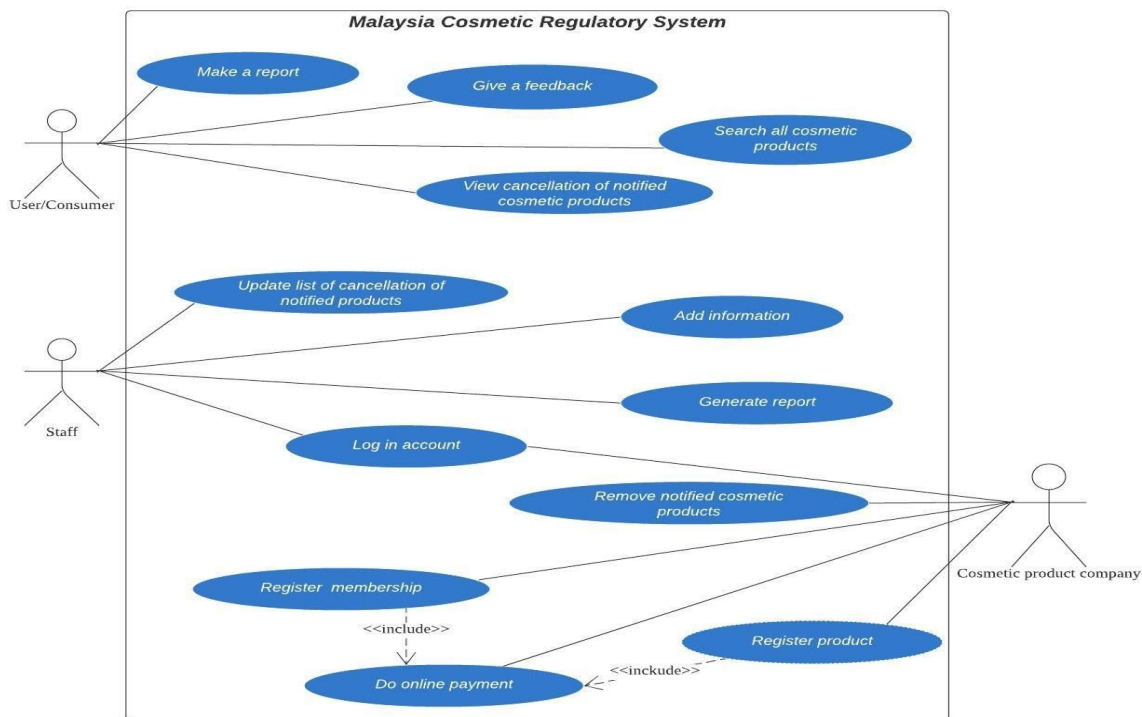 Malaysia Cosmetic Regulatory System
Make a report
Give a feedback
Search all cosmetic
products
View cancellation of notified
cosmetic products
User/Consumer
Update list of cancellation of
notified products
Add information
Generate report
Staff
Log in account
Remove notified cosmetic
products
Cosmetic product company
Register membership
<<include>>
Register product
<<inckude>>
Do online payment